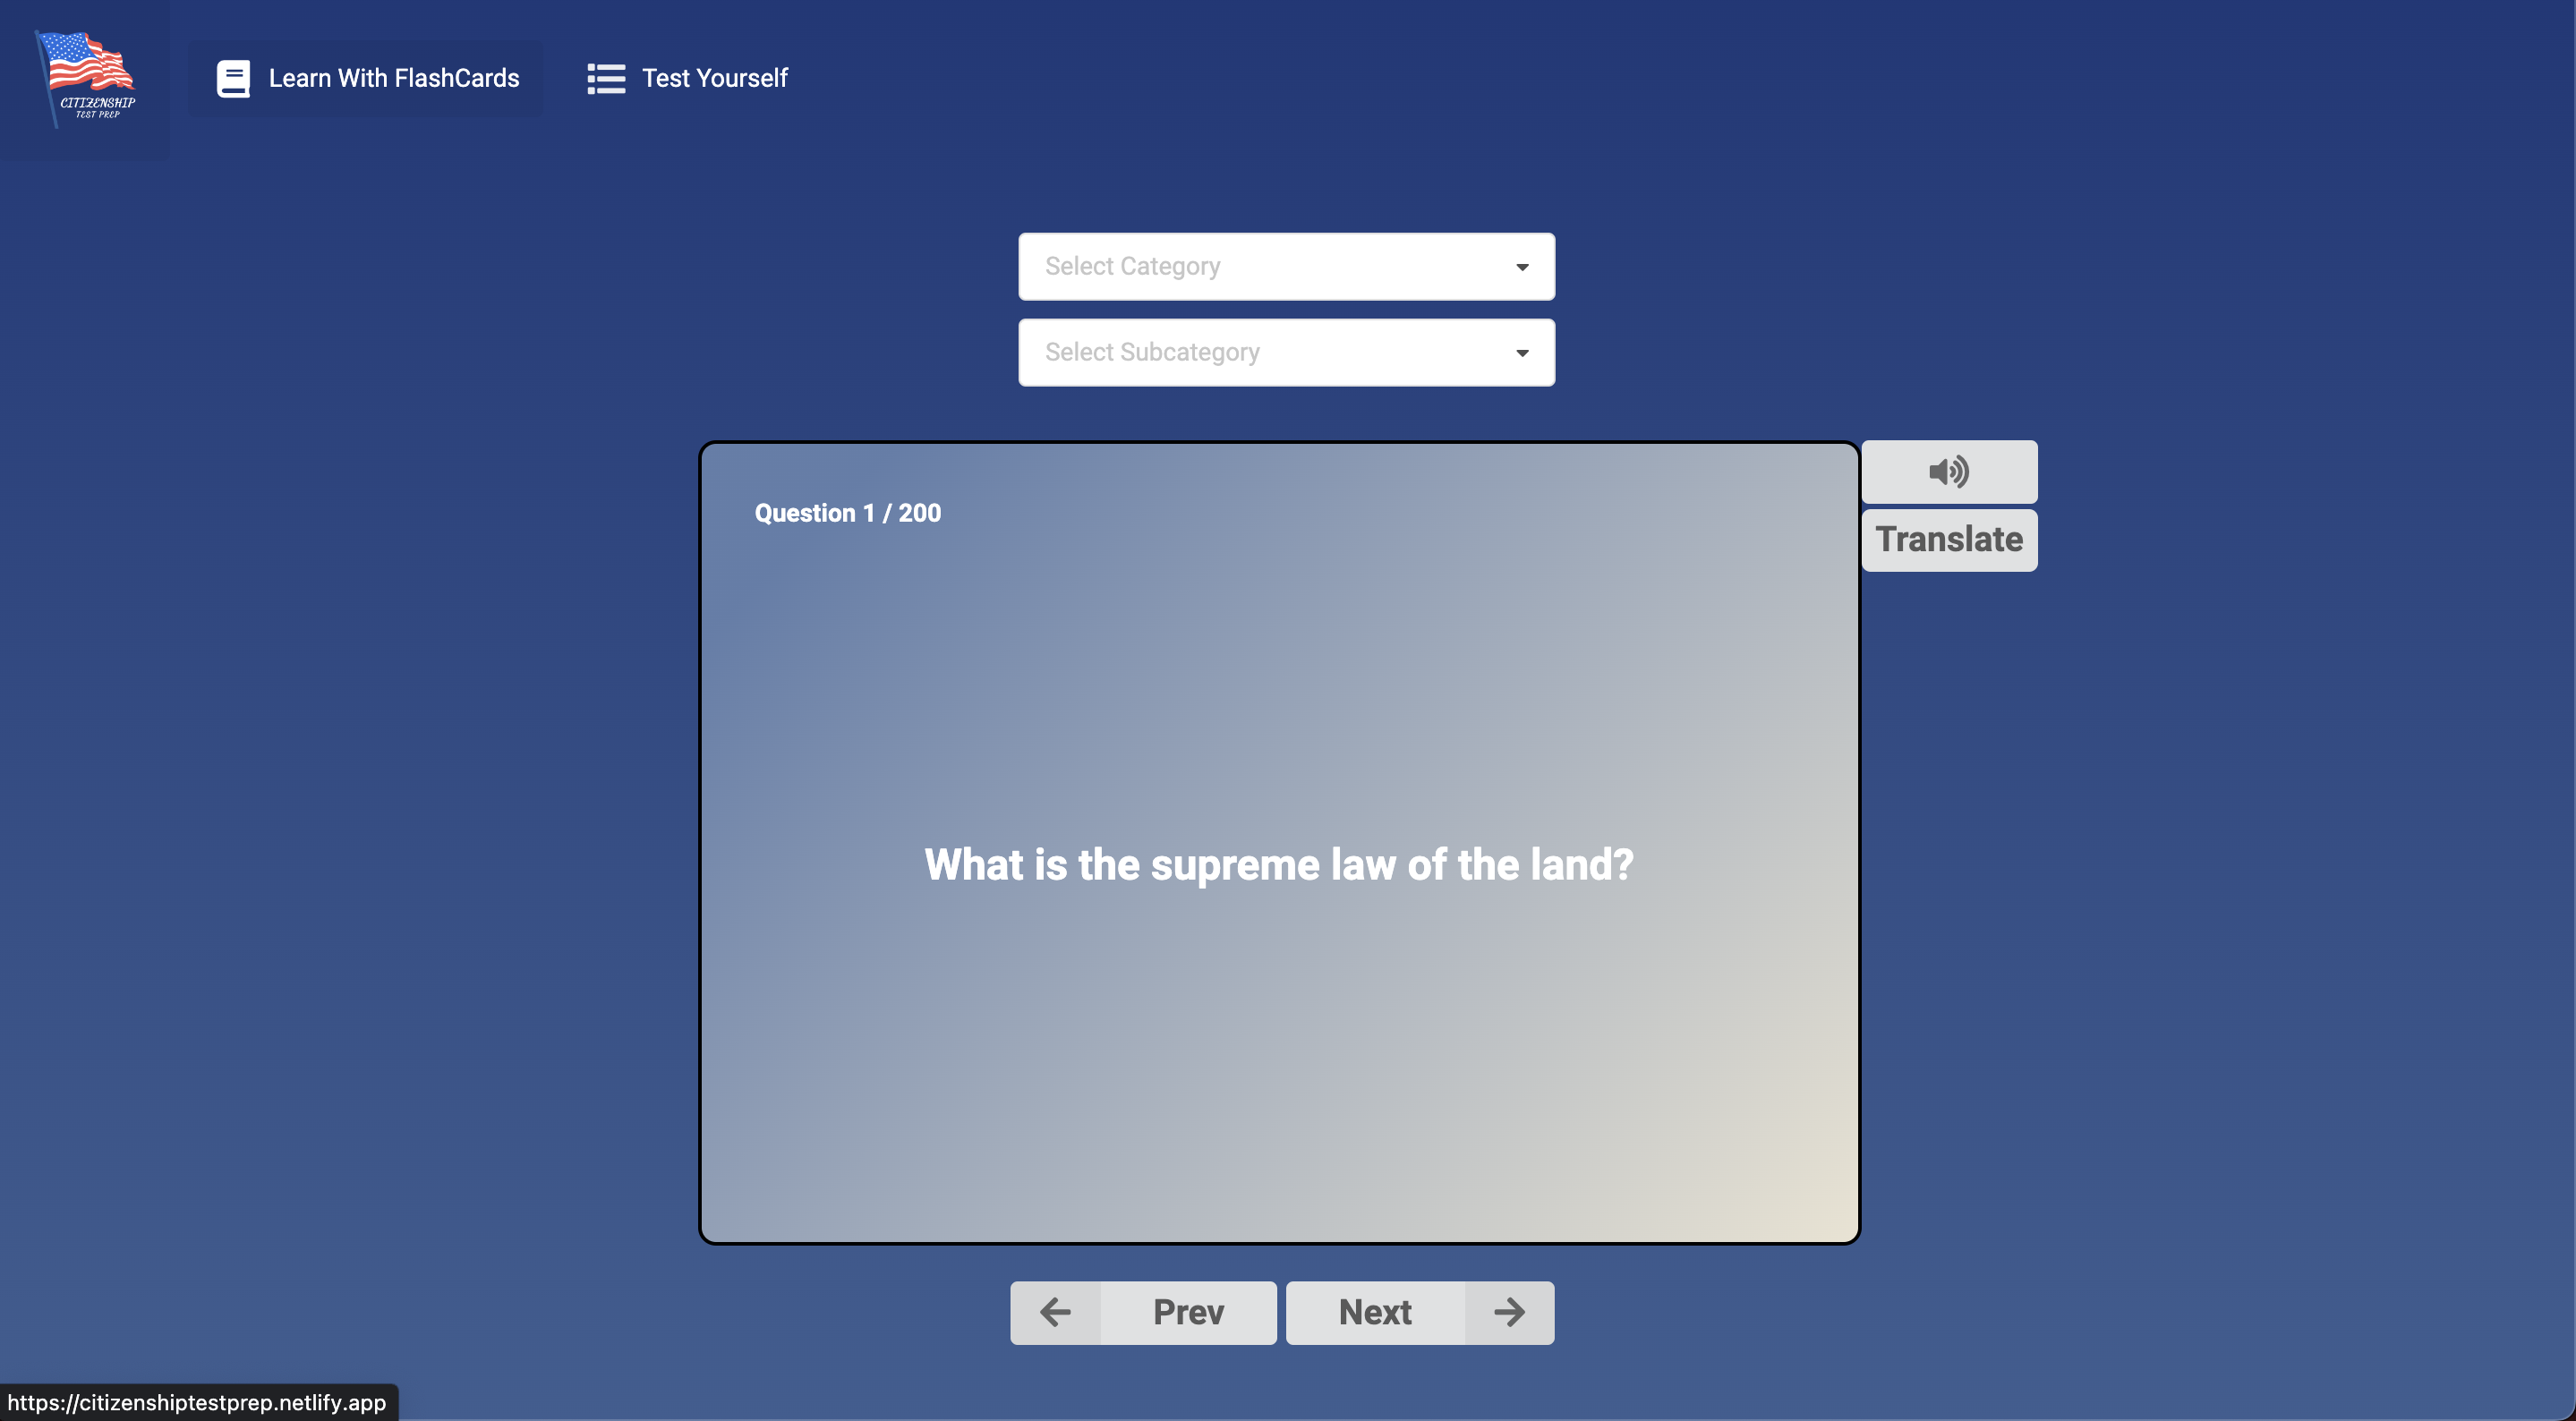 CITIZENSHIP
TEST PREP
Learn With FlashCards
Test Yourself
Select Category
Select Subcategory
Question 1 / 200
Translate
What is the supreme law of the land?
Prev
Next
https://citizenshiptestprep.netlify.app